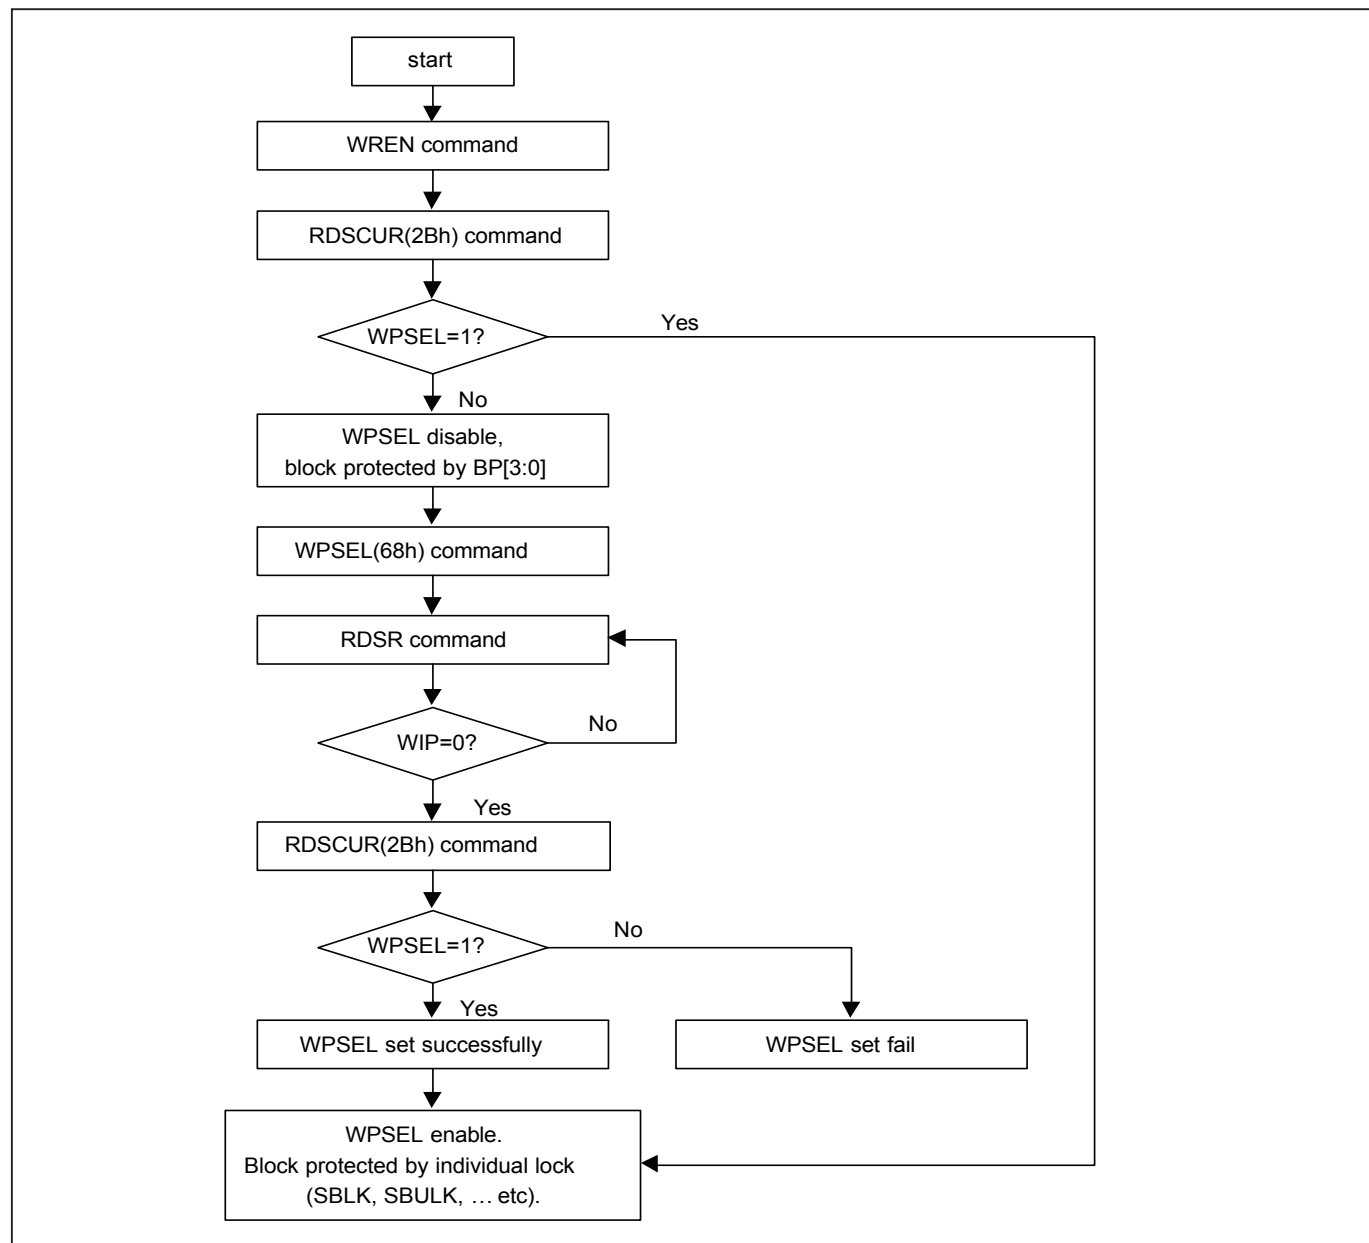 start
WREN command
RDSCUR(2Bh) command
WPSEL=1?
Yes
No
WPSEL disable,
block protected by BP[3:0]
WPSEL(68h) command
RDSR command
WIP=0?
No
Yes
RDSCUR(2Bh) command
WPSEL=1?
No
Yes
WPSEL set successfully
WPSEL set fail
WPSEL enable.
Block protected by individual lock
(SBLK, SBULK, … etc).